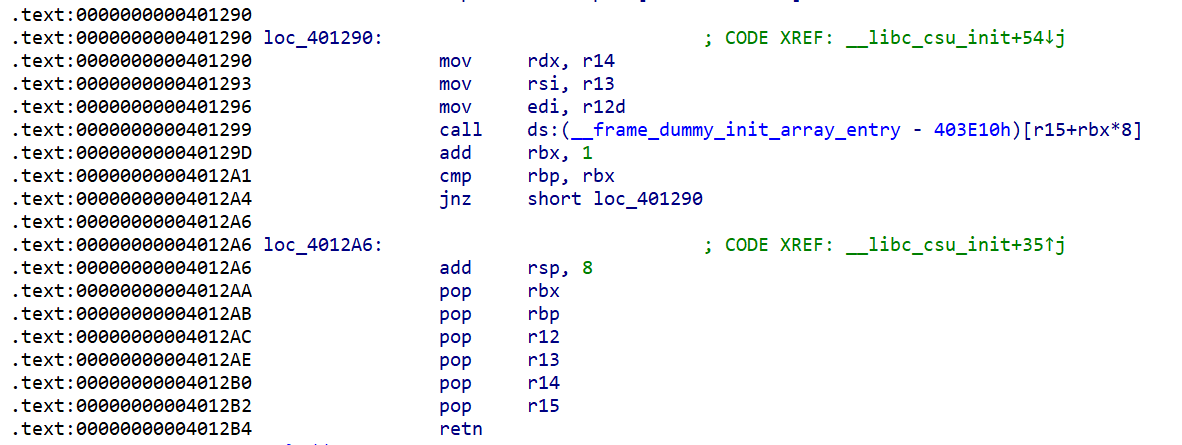 .text:0000000000401290
.text:0000000000401290 loc_401290: ; CODE XREF: __libc_csu_init+54↓j
.text:0000000000401290 mov rdx, r14
.text:0000000000401293 mov rsi, r13
.text:0000000000401296 mov edi, r12d
.text:0000000000401299 call ds:(__frame_dummy_init_array_entry - 403E10h)[r15+rbx*8]
.text:000000000040129D add rbx, 1
.text:00000000004012A1 cmp rbp, rbx
.text:00000000004012A4 jnz short loc_401290
.text:00000000004012A6
.text:00000000004012A6 loc_4012A6: ; CODE XREF: __libc_csu_init+35↑j
.text:00000000004012A6 add rsp, 8
.text:00000000004012AA pop rbx
.text:00000000004012AB pop rbp
.text:00000000004012AC pop r12
.text:00000000004012AE pop r13
.text:00000000004012B0 pop r14
.text:00000000004012B2 pop r15
.text:00000000004012B4 retn